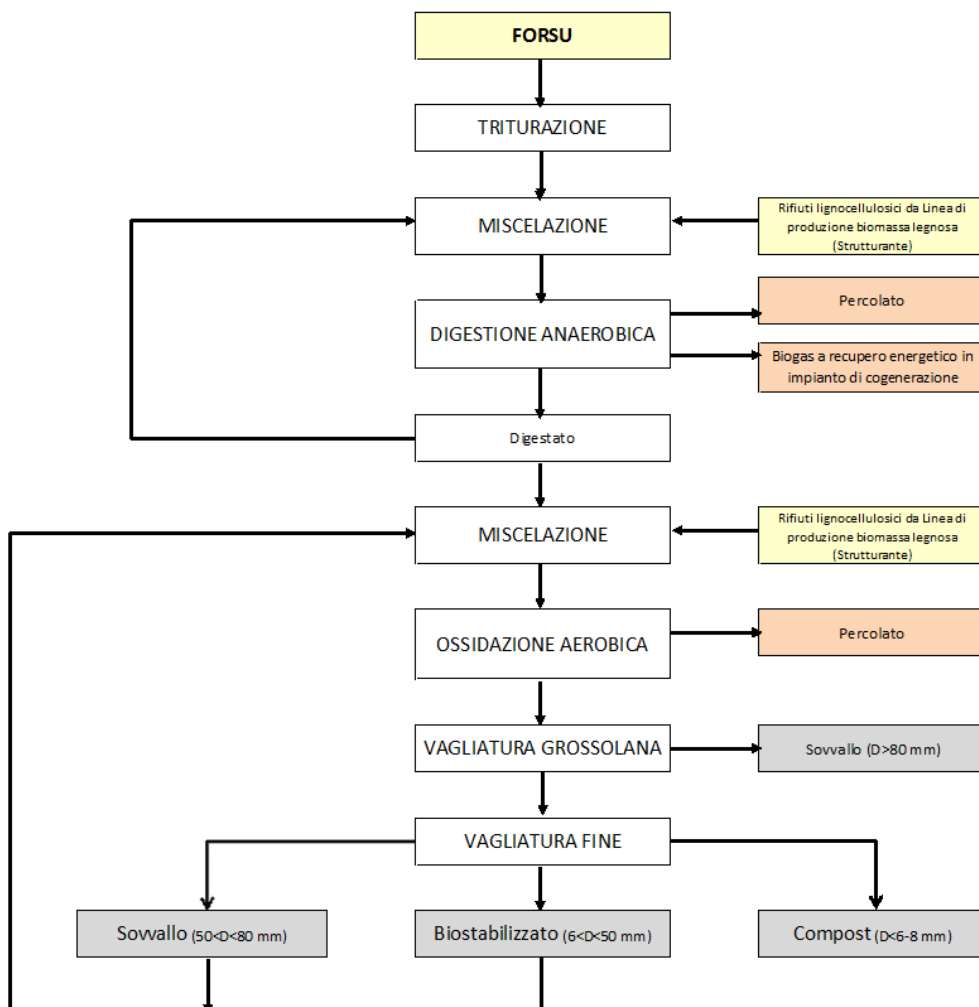 FORSU
TRITURAZIONE
MISCELAZIONE
Rifiuti lignocellulosici da Linea di
produzione biomassa legnosa
(Strutturante)
DIGESTIONE ANAEROBICA
Percolato
Biogas a recupero energetico in
impianto di cogenerazione
Digestato
MISCELAZIONE
Rifiuti lignocellulosici da Linea di
produzione biomassa legnosa
(Strutturante)
OSSIDAZIONE AEROBICA
Percolato
VAGLIATURA GROSSOLANA
Sovvallo (D>80 mm)
VAGLIATURA FINE
Sovvallo (50<D<80 mm)
Biostabilizzato (6<D<50 mm)
Compost (D<6-8 mm)